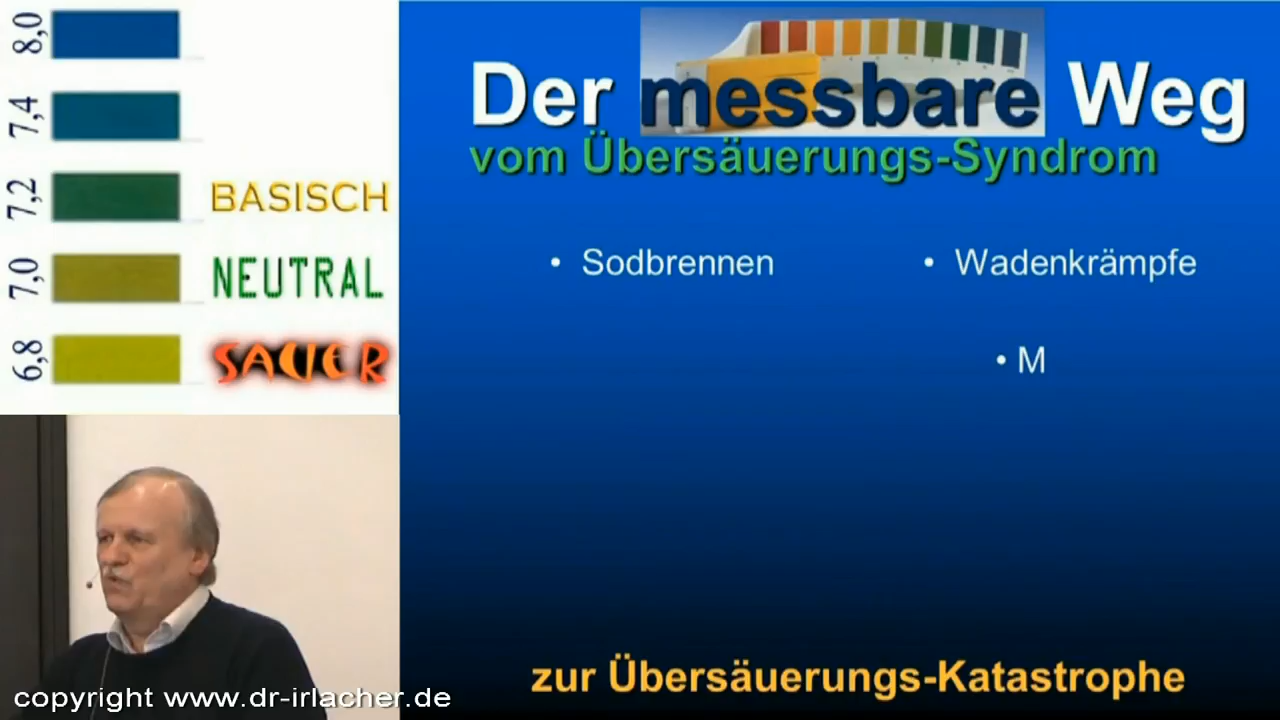 8,0
7,4
7,2 BASISCH
7,0 NEUTRAL
6,8 SAUER
Der messbare Weg
vom Übersäuerungs-Syndrom
• Sodbrennen
• Wadenkrämpfe
• M
zur Übersäuerungs-Katastrophe
copyright www.dr-irlacher.de